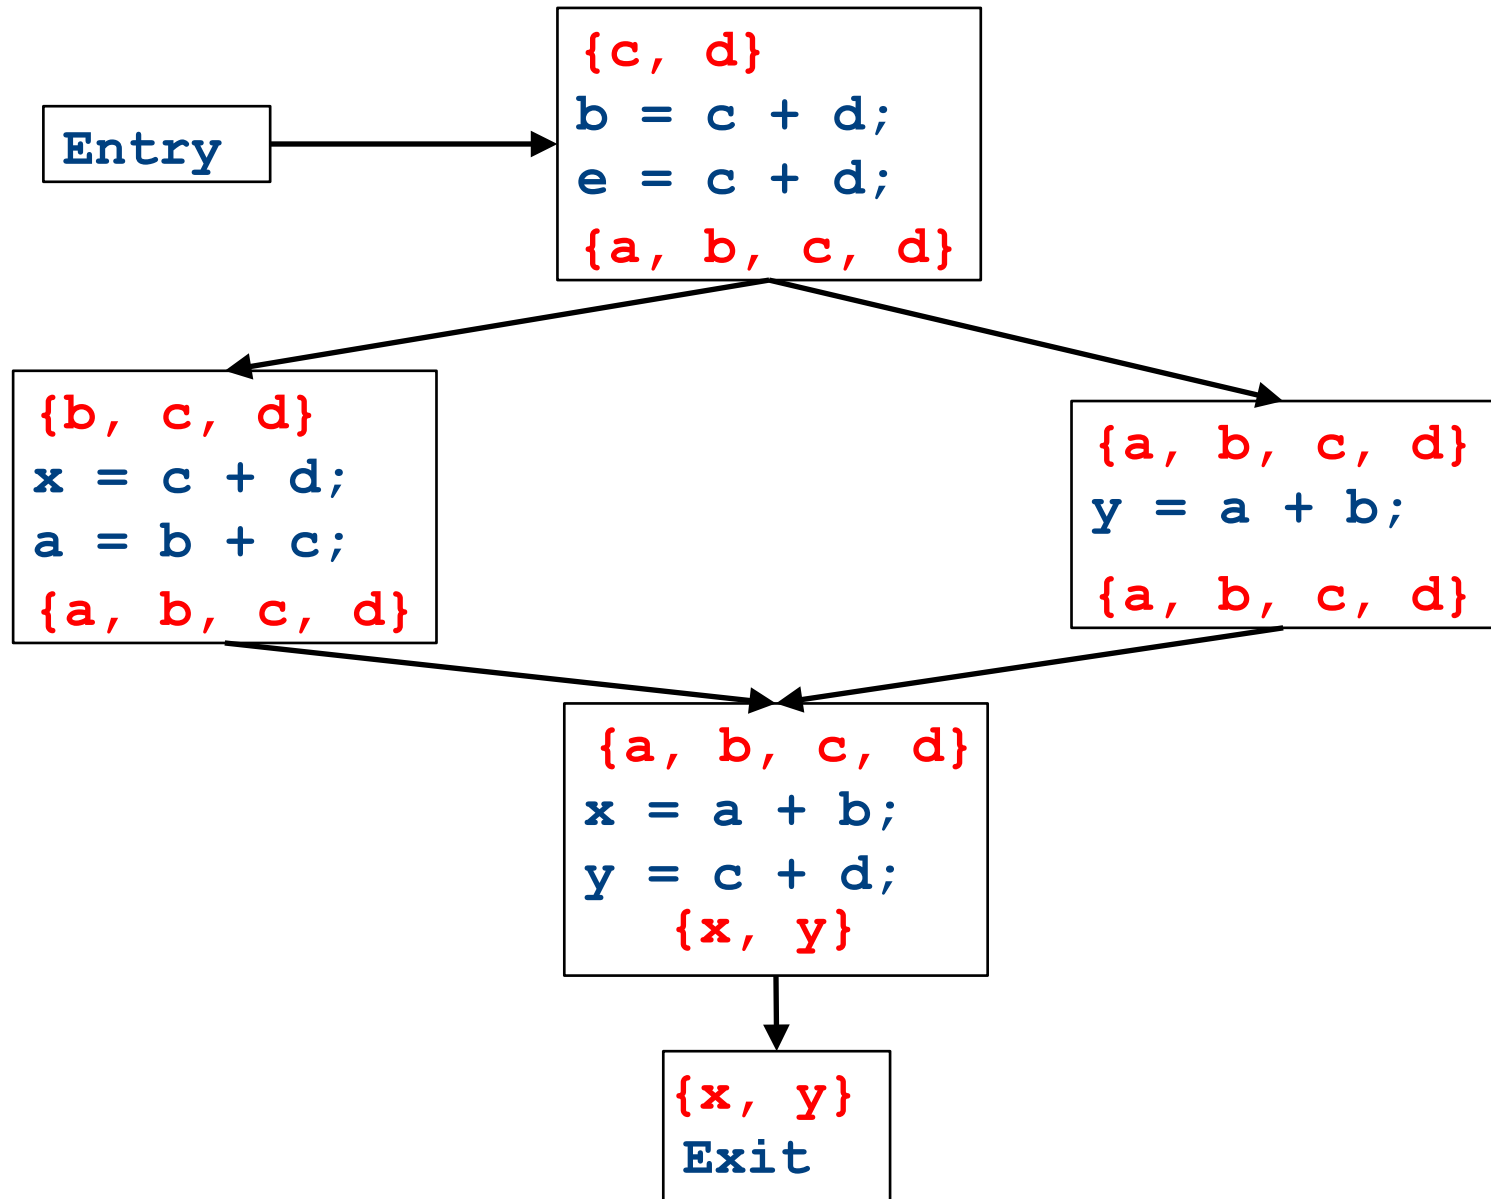 {c, d}
b = c + d;
e = c + d;
{a, b, c, d}
Entry
{b, c, d}
x = c + d;
a = b + c;
{a, b, c, d}
{a, b, c, d}
y = a + b;
{a, b, c, d}
{a, b, c, d}
x = a + b;
y = c + d;
{x, y}
{x, y}
Exit